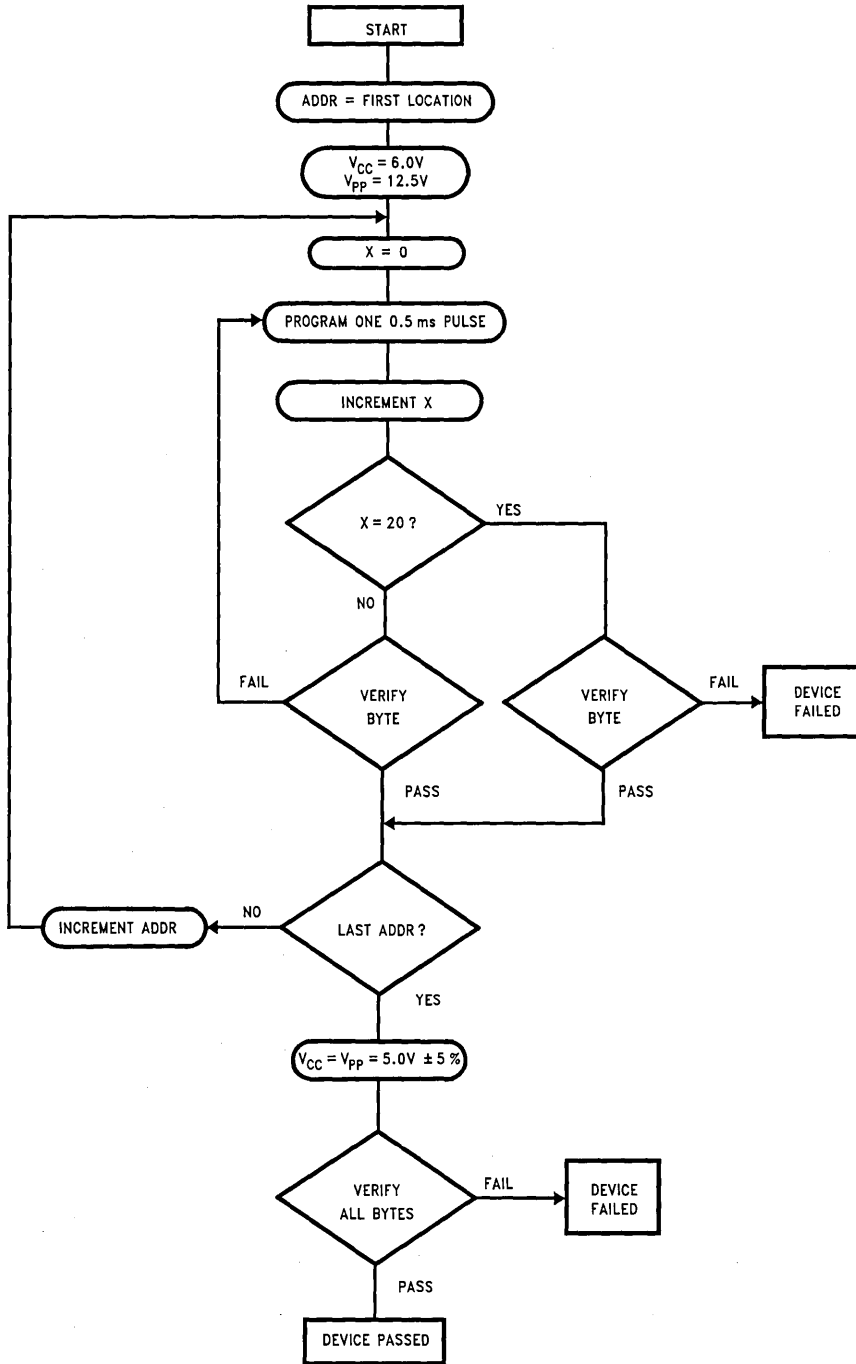 START
ADDR = FIRST LOCATION
VCC = 6.0V
VPP = 12.5V
X = 0
PROGRAM ONE 0.5 ms PULSE
INCREMENT X
X = 20 ?
YES
NO
FAIL
VERIFY
BYTE
VERIFY
BYTE
FAIL
DEVICE
FAILED
PASS
PASS
INCREMENT ADDR
NO
LAST ADDR ?
YES
VCC = VPP = 5.0V ± 5 %
VERIFY
ALL BYTES
FAIL
DEVICE
FAILED
PASS
DEVICE PASSED